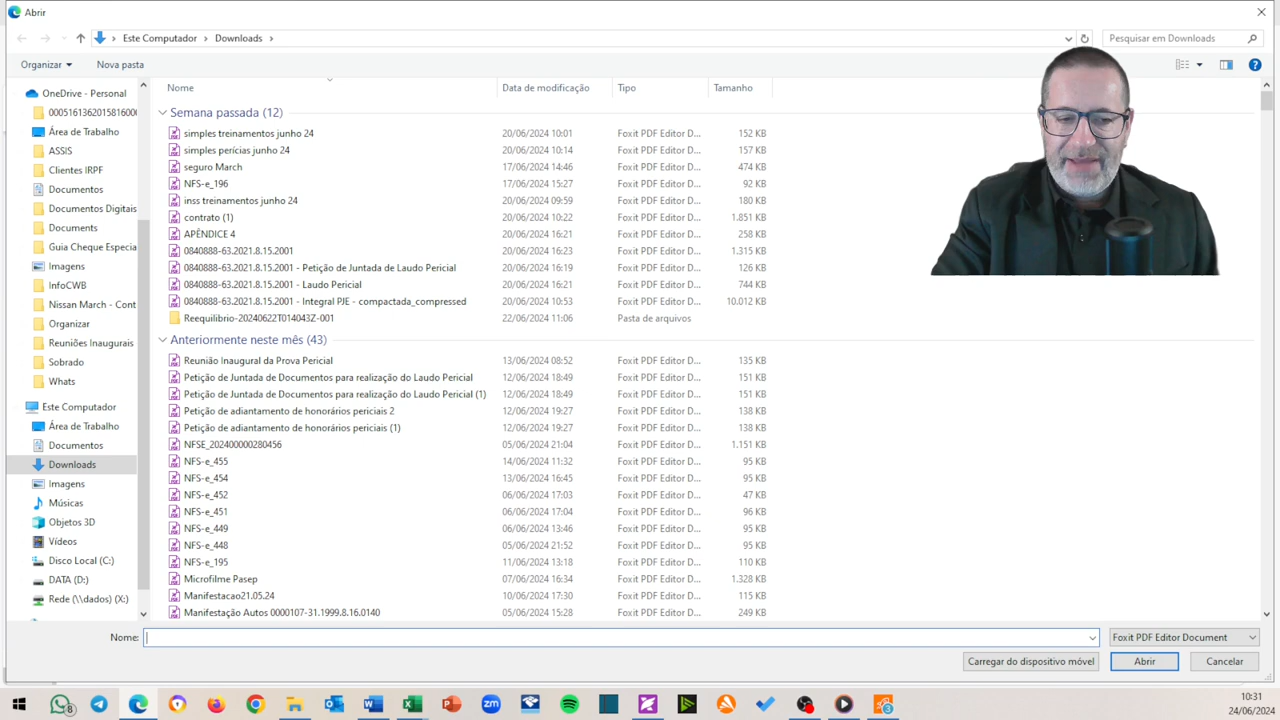 Abrir
Este Computador > Downloads >
Pesquisar em Downloads
Organizar
Nova pasta
OneDrive - Personal
0005161362015816000
Área de Trabalho
ASSIS
Clientes IRPF
Documentos
Documentos Digitais
Documents
Guia Cheque Especia
Imagens
InfoCWB
Nissan March - Cont
Organizar
Reuniões Inaugurais
Sobrado
Whats
Este Computador
Área de Trabalho
Documentos
Downloads
Imagens
Músicas
Objetos 3D
Vídeos
Disco Local (C:)
DATA (D:)
Rede (\\dados) (X:)
Nome Data de modificação Tipo Tamanho
Semana passada (12)
simples treinamentos junho 24 20/06/2024 10:01 Foxit PDF Editor D... 152 KB
simples perícias junho 24 20/06/2024 10:14 Foxit PDF Editor D... 157 KB
seguro March 17/06/2024 14:46 Foxit PDF Editor D... 474 KB
NFS-e_196 17/06/2024 15:27 Foxit PDF Editor D... 92 KB
inss treinamentos junho 24 20/06/2024 09:59 Foxit PDF Editor D... 180 KB
contrato (1) 20/06/2024 10:22 Foxit PDF Editor D... 1.851 KB
APÊNDICE 4 20/06/2024 16:21 Foxit PDF Editor D... 258 KB
0840888-63.2021.8.15.2001 20/06/2024 16:23 Foxit PDF Editor D... 1.315 KB
0840888-63.2021.8.15.2001 - Petição de Juntada de Laudo Pericial 20/06/2024 16:19 Foxit PDF Editor D... 126 KB
0840888-63.2021.8.15.2001 - Laudo Pericial 20/06/2024 16:21 Foxit PDF Editor D... 744 KB
0840888-63.2021.8.15.2001 - Integral PJE - compactada_compressed 20/06/2024 10:53 Foxit PDF Editor D... 10.012 KB
Reequilibrio-20240622T014043Z-001 22/06/2024 11:06 Pasta de arquivos
Anteriormente neste mês (43)
Reunião Inaugural da Prova Pericial 13/06/2024 08:52 Foxit PDF Editor D... 135 KB
Petição de Juntada de Documentos para realização do Laudo Pericial 12/06/2024 18:49 Foxit PDF Editor D... 151 KB
Petição de Juntada de Documentos para realização do Laudo Pericial (1) 12/06/2024 18:49 Foxit PDF Editor D... 151 KB
Petição de adiantamento de honorários periciais 2 12/06/2024 19:27 Foxit PDF Editor D... 138 KB
Petição de adiantamento de honorários periciais (1) 12/06/2024 19:27 Foxit PDF Editor D... 138 KB
NFSE_202400000280456 05/06/2024 21:04 Foxit PDF Editor D... 1.151 KB
NFS-e_455 14/06/2024 11:32 Foxit PDF Editor D... 95 KB
NFS-e_454 13/06/2024 16:45 Foxit PDF Editor D... 95 KB
NFS-e_452 06/06/2024 17:03 Foxit PDF Editor D... 47 KB
NFS-e_451 06/06/2024 17:04 Foxit PDF Editor D... 96 KB
NFS-e_449 06/06/2024 13:46 Foxit PDF Editor D... 95 KB
NFS-e_448 05/06/2024 21:52 Foxit PDF Editor D... 95 KB
NFS-e_195 11/06/2024 13:18 Foxit PDF Editor D... 110 KB
Microfilme Pasep 07/06/2024 16:34 Foxit PDF Editor D... 1.328 KB
Manifestacao21.05.24 10/06/2024 17:30 Foxit PDF Editor D... 115 KB
Manifestação Autos 0000107-31.1999.8.16.0140 05/06/2024 15:28 Foxit PDF Editor D... 249 KB
Nome:
Foxit PDF Editor Document
Carregar do dispositivo móvel
Abrir
Cancelar
8
zm
3
10:31
24/06/2024